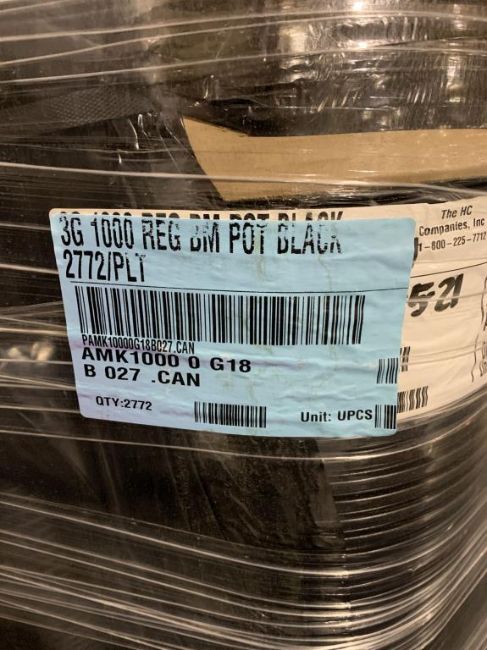 3G 1000 REG BM POT BLACK
2772/PLT
PAMK10000G18B027.CAN
AMK1000 0 G18
B 027 .CAN
QTY:2772
Unit: UPCS
The HC
Companies, Inc
1-800-225-7712
521